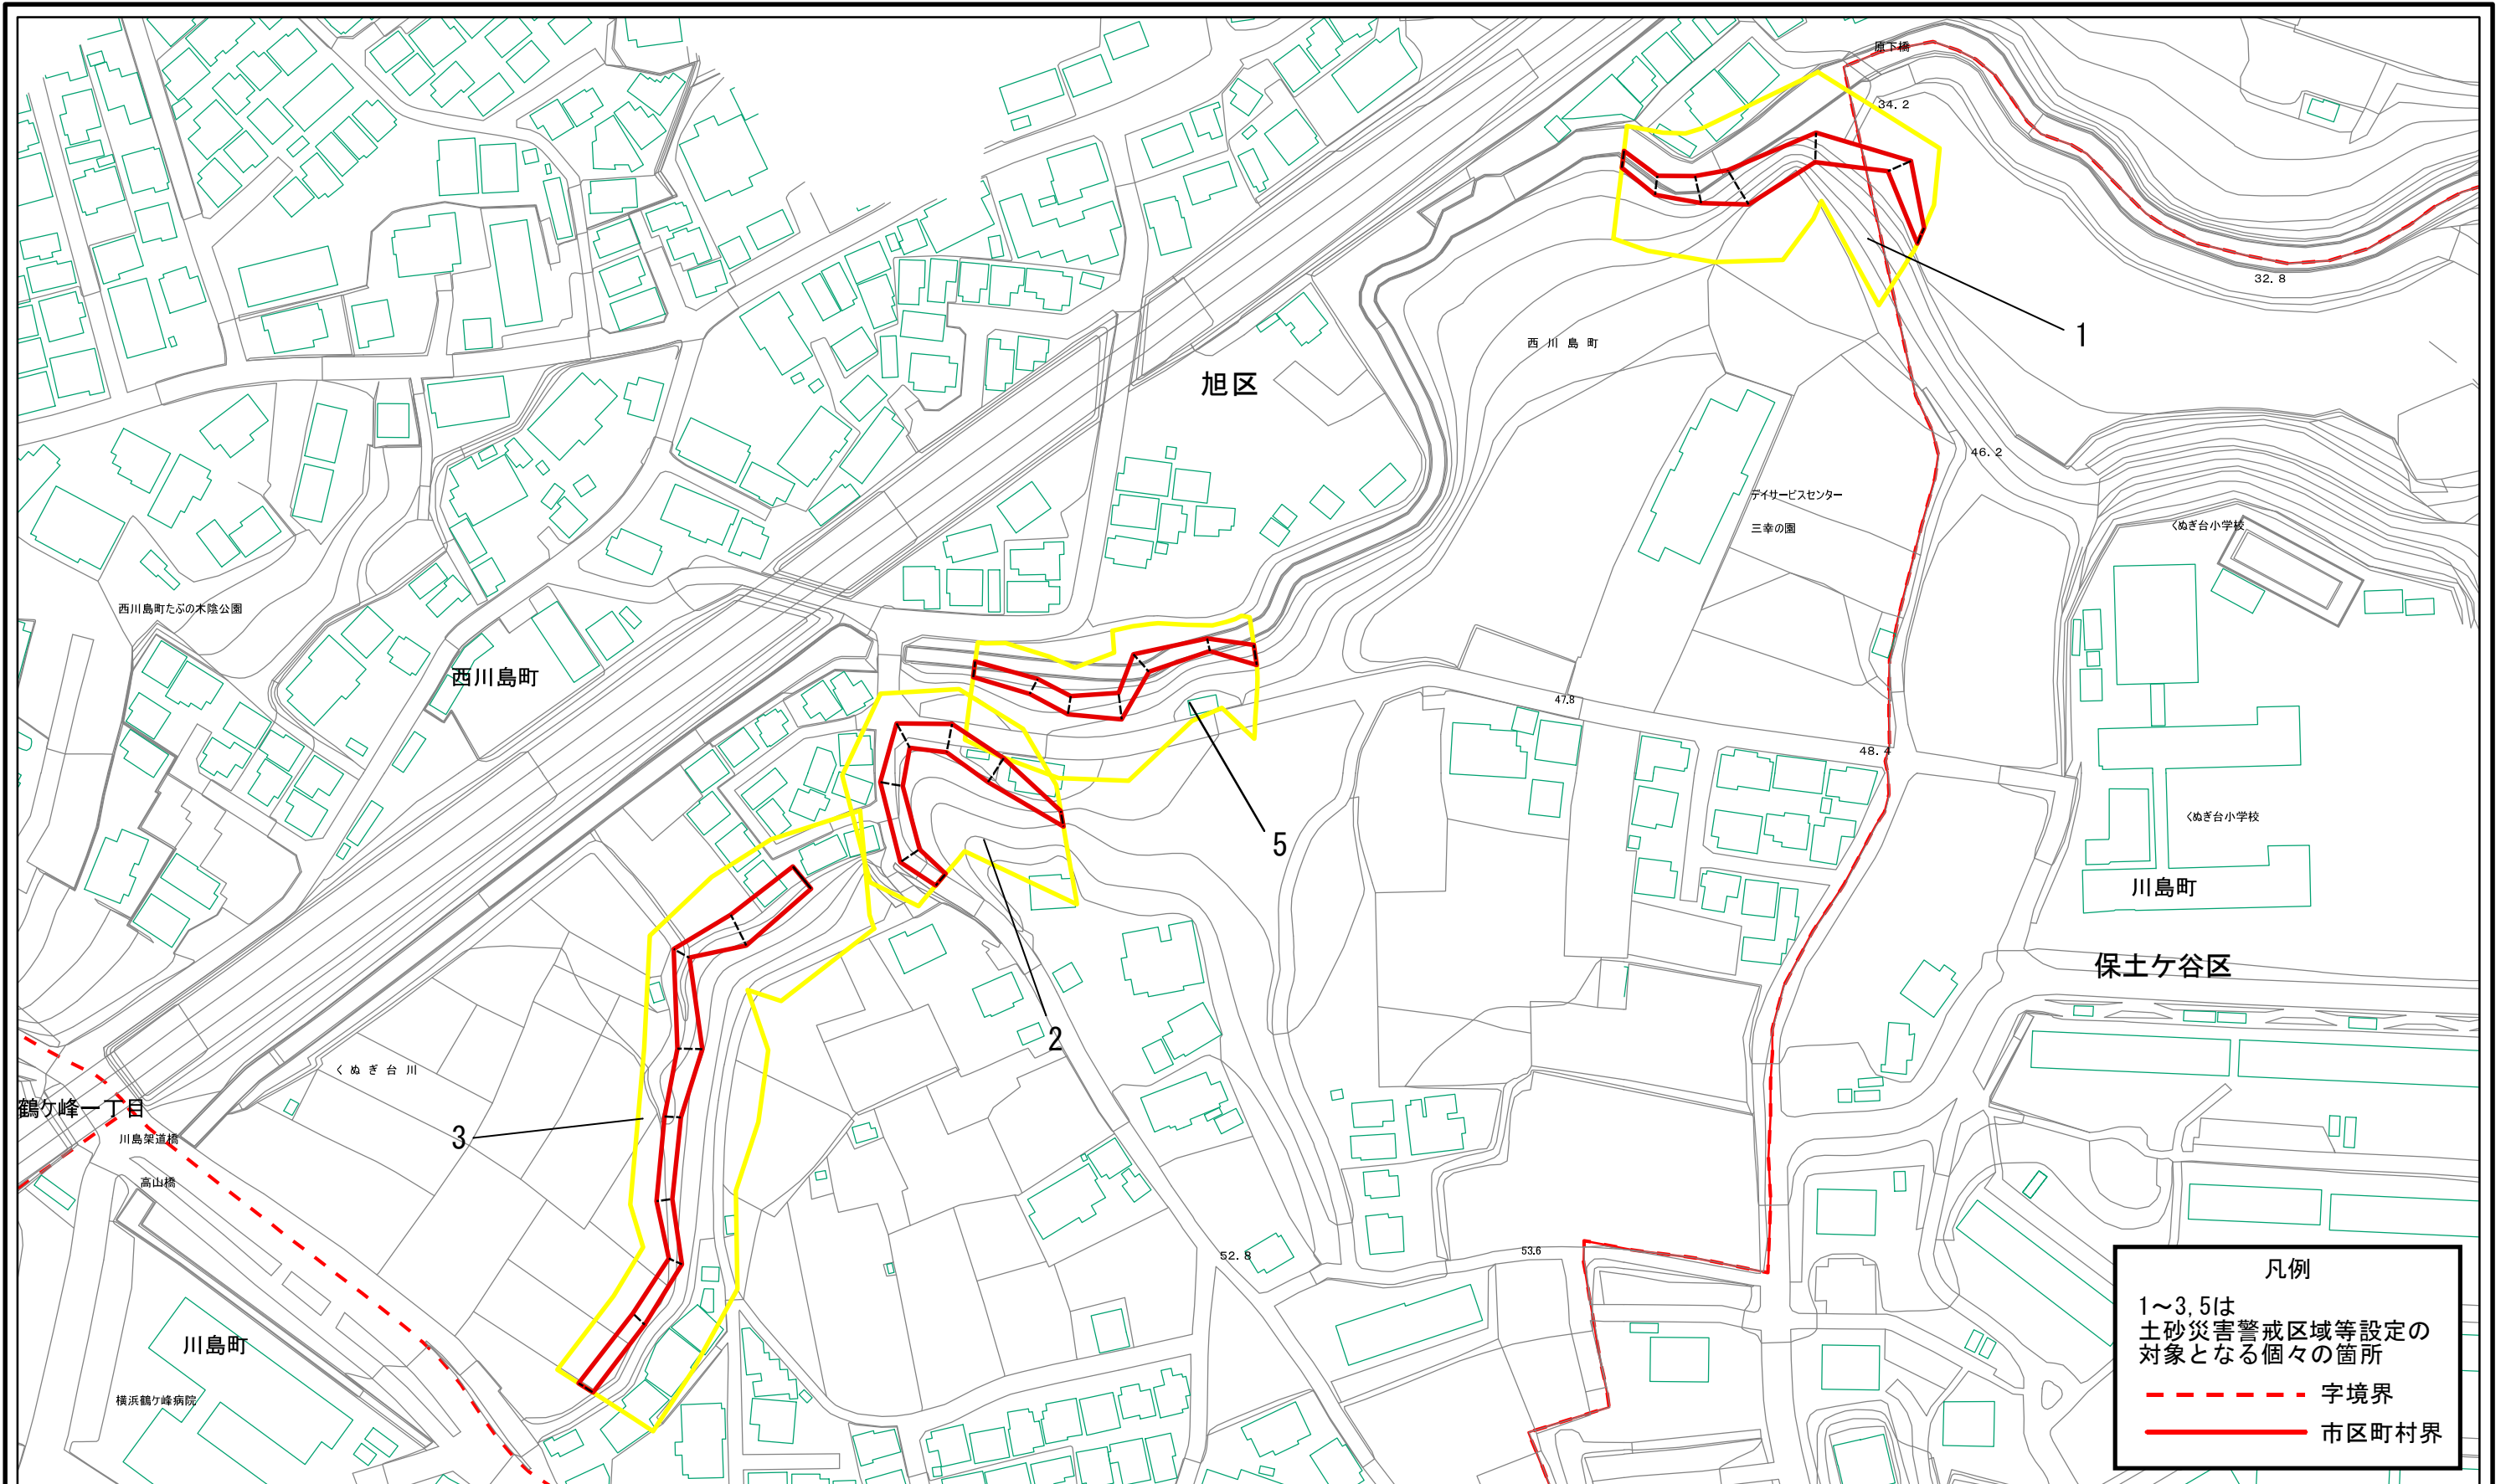 原下橋
34.2
32.8
1
西川島町
旭区
46.2
デイサービスセンター
三幸の園
くぬぎ台小学校
西川島町たぶの木陰公園
西川島町
47.8
48.4
5
くぬぎ台小学校
川島町
保土ケ谷区
2
くぬぎ台川
鶴ケ峰一丁目
川島架道橋
3
高山橋
52.8
53.6
川島町
横浜鶴ケ峰病院
凡例
1～3,5は
土砂災害警戒区域等設定の
対象となる個々の箇所
字境界
市区町村界